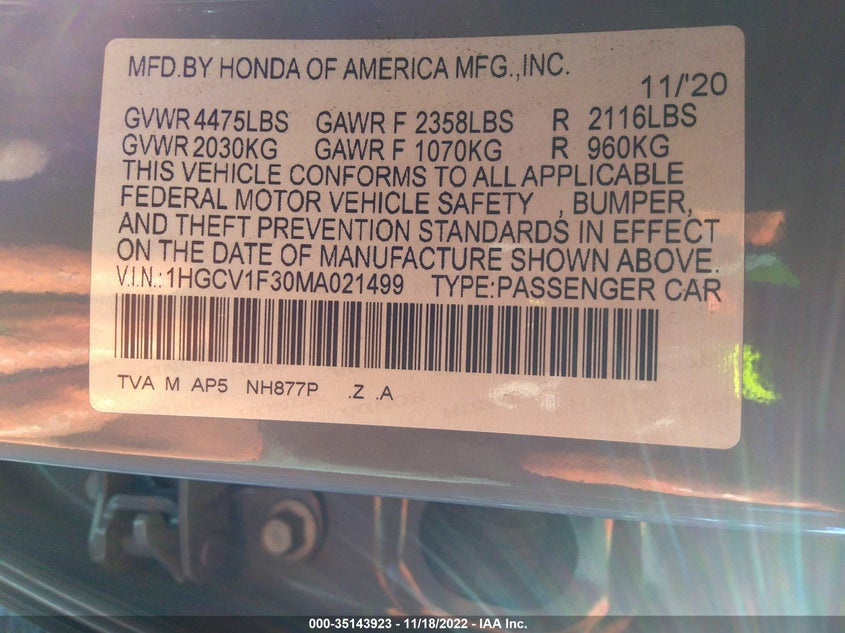 MFD.BY HONDA OF AMERICA MFG.,INC.
11/'20
GVWR 4475LBS GAWR F 2358LBS R 2116LBS
GVWR 2030KG GAWR F 1070KG R 960KG
THIS VEHICLE CONFORMS TO ALL APPLICABLE
FEDERAL MOTOR VEHICLE SAFETY , BUMPER,
AND THEFT PREVENTION STANDARDS IN EFFECT
ON THE DATE OF MANUFACTURE SHOWN ABOVE.
V.I.N.: 1HGCV1F30MA021499 TYPE:PASSENGER CAR
TVA M AP5 NH877P .Z .A
000-35143923 - 11/18/2022 - IAA Inc.